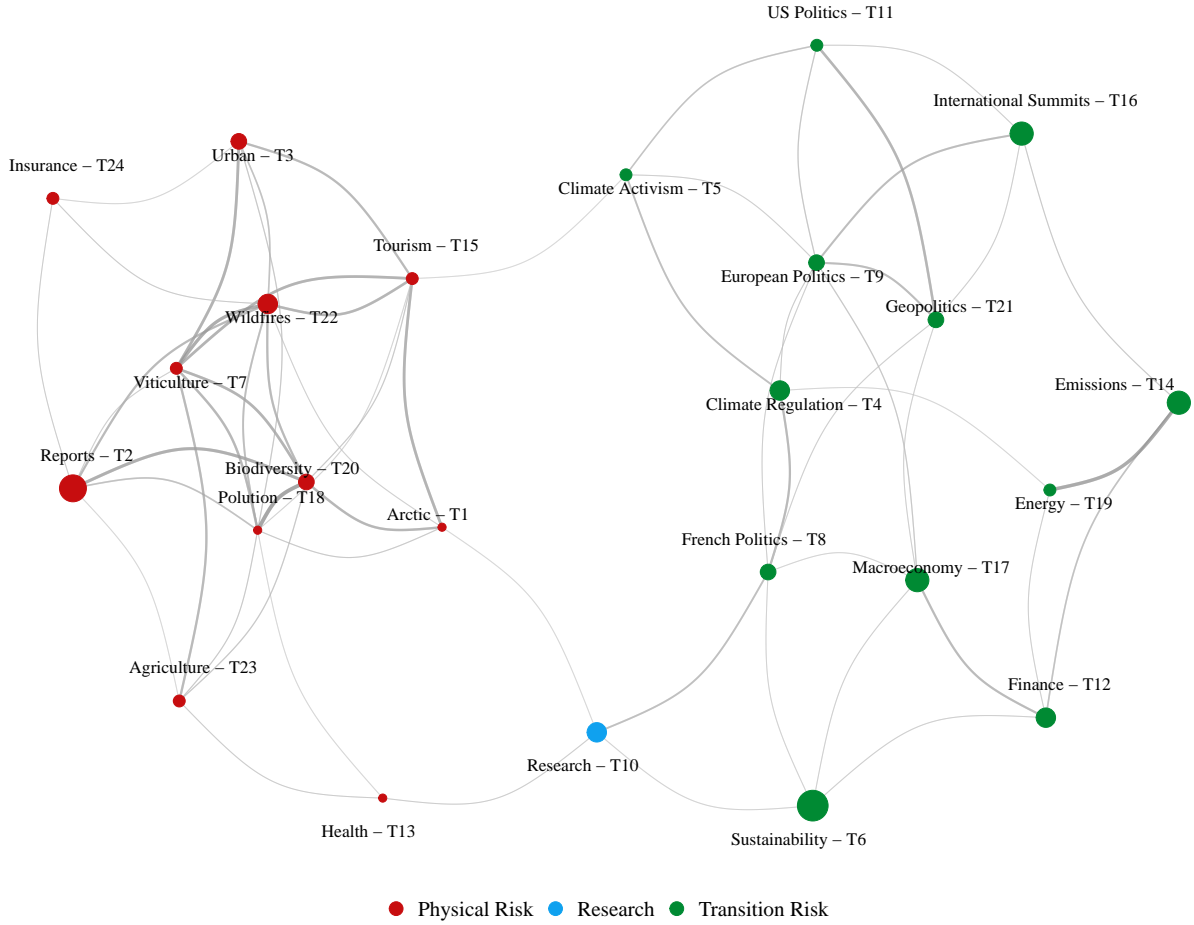 US Politics – T11
International Summits – T16
Urban – T3
Insurance – T24
Climate Activism – T5
Tourism – T15
European Politics – T9
Geopolitics – T21
Wildfires – T22
Viticulture – T7
Emissions – T14
Climate Regulation – T4
Reports – T2
Biodiversity – T20
Polution – T18
Energy – T19
Arctic – T1
French Politics – T8
Macroeconomy – T17
Agriculture – T23
Finance – T12
Research – T10
Health – T13
Sustainability – T6
Physical Risk Research Transition Risk